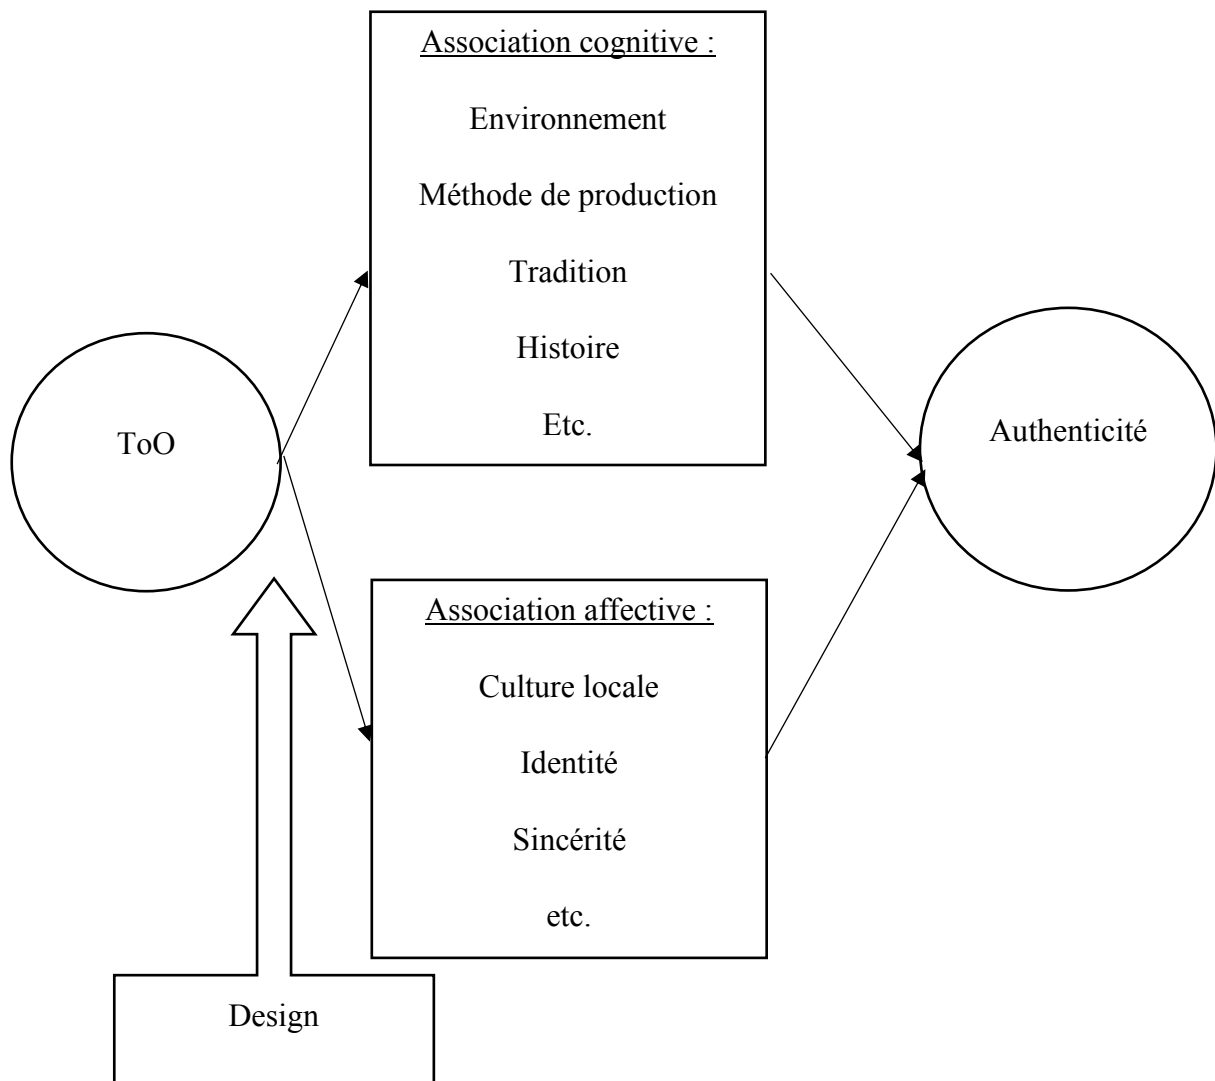 Association cognitive :
Environnement
Méthode de production
Tradition
Histoire
Etc.
ToO
Authenticité
Association affective :
Culture locale
Identité
Sincérité
etc.
Design